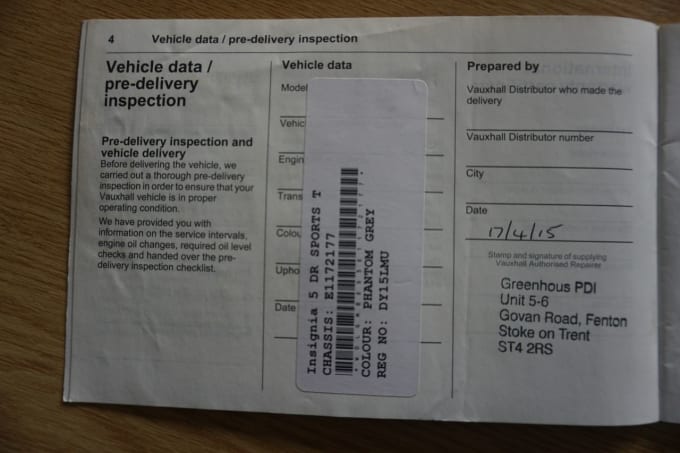 4 Vehicle data / pre-delivery inspection
Vehicle data /
pre-delivery
inspection
Pre-delivery inspection and
vehicle delivery
Before delivering the vehicle, we
carried out a thorough pre-delivery
inspection in order to ensure that your
Vauxhall vehicle is in proper
operating condition.
We have provided you with
information on the service intervals,
engine oil changes, required oil level
checks and handed over the pre-
delivery inspection checklist.
Vehicle data
Model
Vehic
Engin
Trans
Colou
Upho
Date
Insignia 5 DR SPORTS T
CHASSIS: E1172177
COLOUR: PHANTOM GREY
REG NO: DY15LMU
Prepared by
Vauxhall Distributor who made the
delivery
Vauxhall Distributor number
City
Date
17/4/15
Stamp and signature of supplying
Vauxhall Authorised Repairer
Greenhous PDI
Unit 5-6
Govan Road, Fenton
Stoke on Trent
ST4 2RS